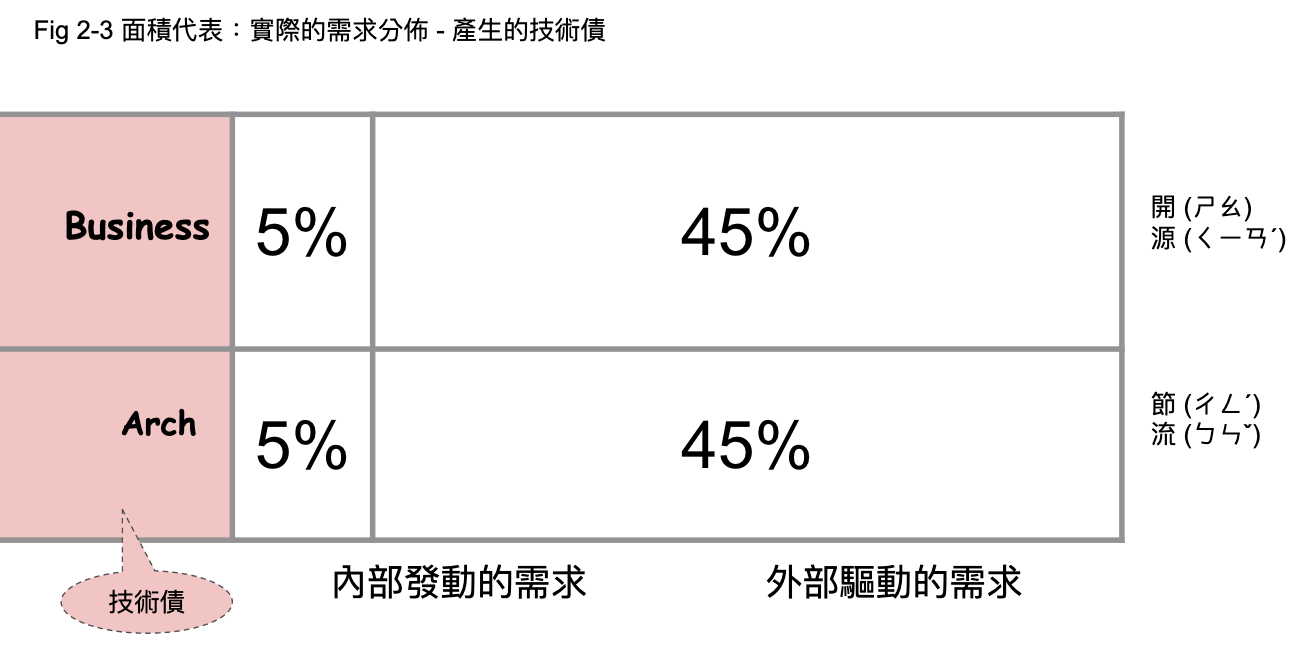 Fig 2-3 面積代表：實際的需求分佈 - 產生的技術債
Business
5%
45%
開 (ㄕㄠ)
源 (ㄑㄧㄢˊ)
Arch
5%
45%
節 (ㄔㄥˊ)
流 (ㄅㄣˇ)
內部發動的需求
外部驅動的需求
技術債